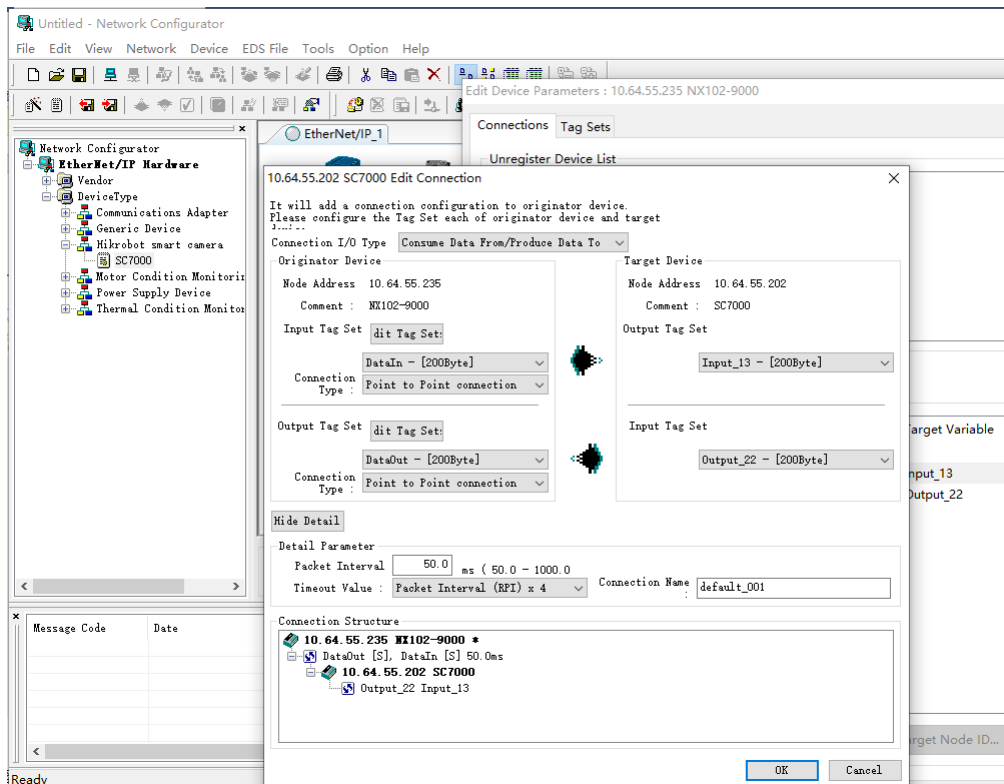 Untitled - Network Configurator
File Edit View Network Device EDS File Tools Option Help
Edit Device Parameters : 10.64.55.235 NX102-9000
Connections Tag Sets
Unregister Device List
Network Configurator
EtherNet/IP Hardware
Vendor
DeviceType
Communications Adapter
Generic Device
Hikrobot smart camera
SC7000
Motor Condition Monitorin
Power Supply Device
Thermal Condition Monitor
EtherNet/IP_1
10.64.55.202 SC7000 Edit Connection
It will add a connection configuration to originator device.
Please configure the Tag Set each of originator device and target
Connection I/O Type Consume Data From/Produce Data To
Originator Device
Node Address 10.64.55.235
Comment : NX102-9000
Input Tag Set dit Tag Set:
DataIn - [200Byte]
Connection Type : Point to Point connection
Output Tag Set dit Tag Set:
DataOut - [200Byte]
Connection Type : Point to Point connection
Target Device
Node Address 10.64.55.202
Comment : SC7000
Output Tag Set
Input_13 - [200Byte]
Input Tag Set
Output_22 - [200Byte]
Hide Detail
Detail Parameter
Packet Interval 50.0 ms ( 50.0 - 1000.0
Timeout Value : Packet Interval (RPI) x 4
Connection Name : default_001
Connection Structure
10.64.55.235 NX102-9000 *
DataOut [S], DataIn [S] 50.0ms
10.64.55.202 SC7000
Output_22 Input_13
OK Cancel
arget Variable
nput_13
Output_22
arget Node ID...
Message Code Date
Ready